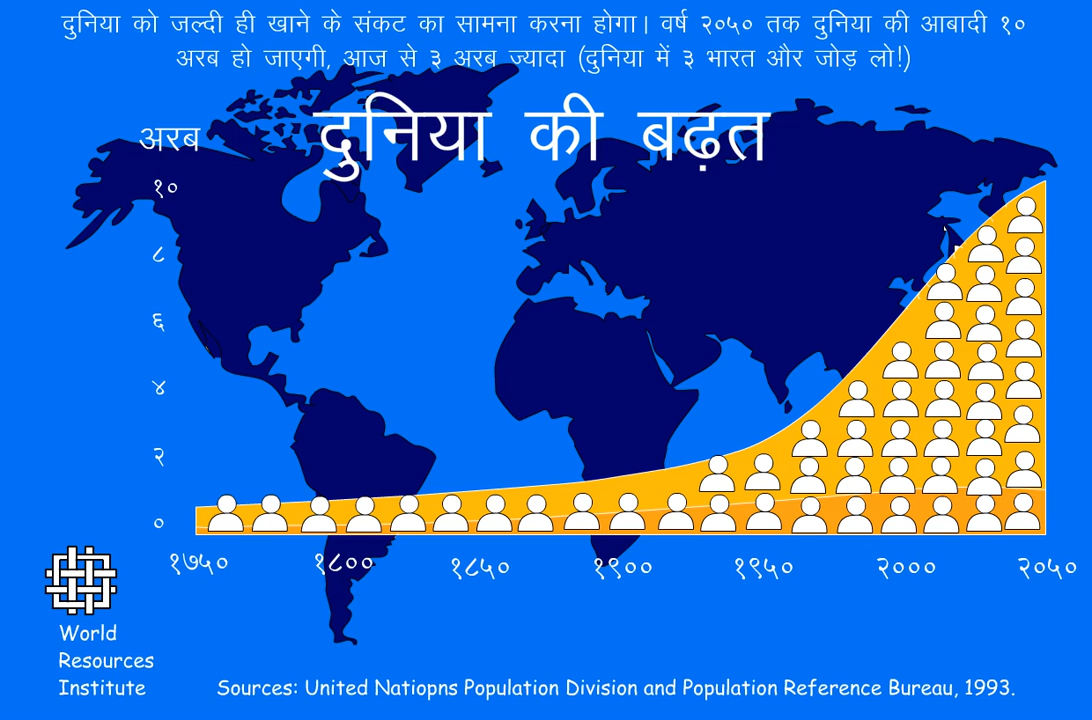 दुनिया को जल्दी ही खाने के संकट का सामना करना होगा। वर्ष २०५० तक दुनिया की आबादी १०
अरब हो जाएगी, आज से ३ अरब ज्यादा (दुनिया में ३ भारत और जोड़ लो!)
दुनिया की बढ़त
अरब
१०
८
६
४
२
०
१७५० १८०० १८५० १९०० १९५० २००० २०५०
World
Resources
Institute
Sources: United Natiopns Population Division and Population Reference Bureau, 1993.